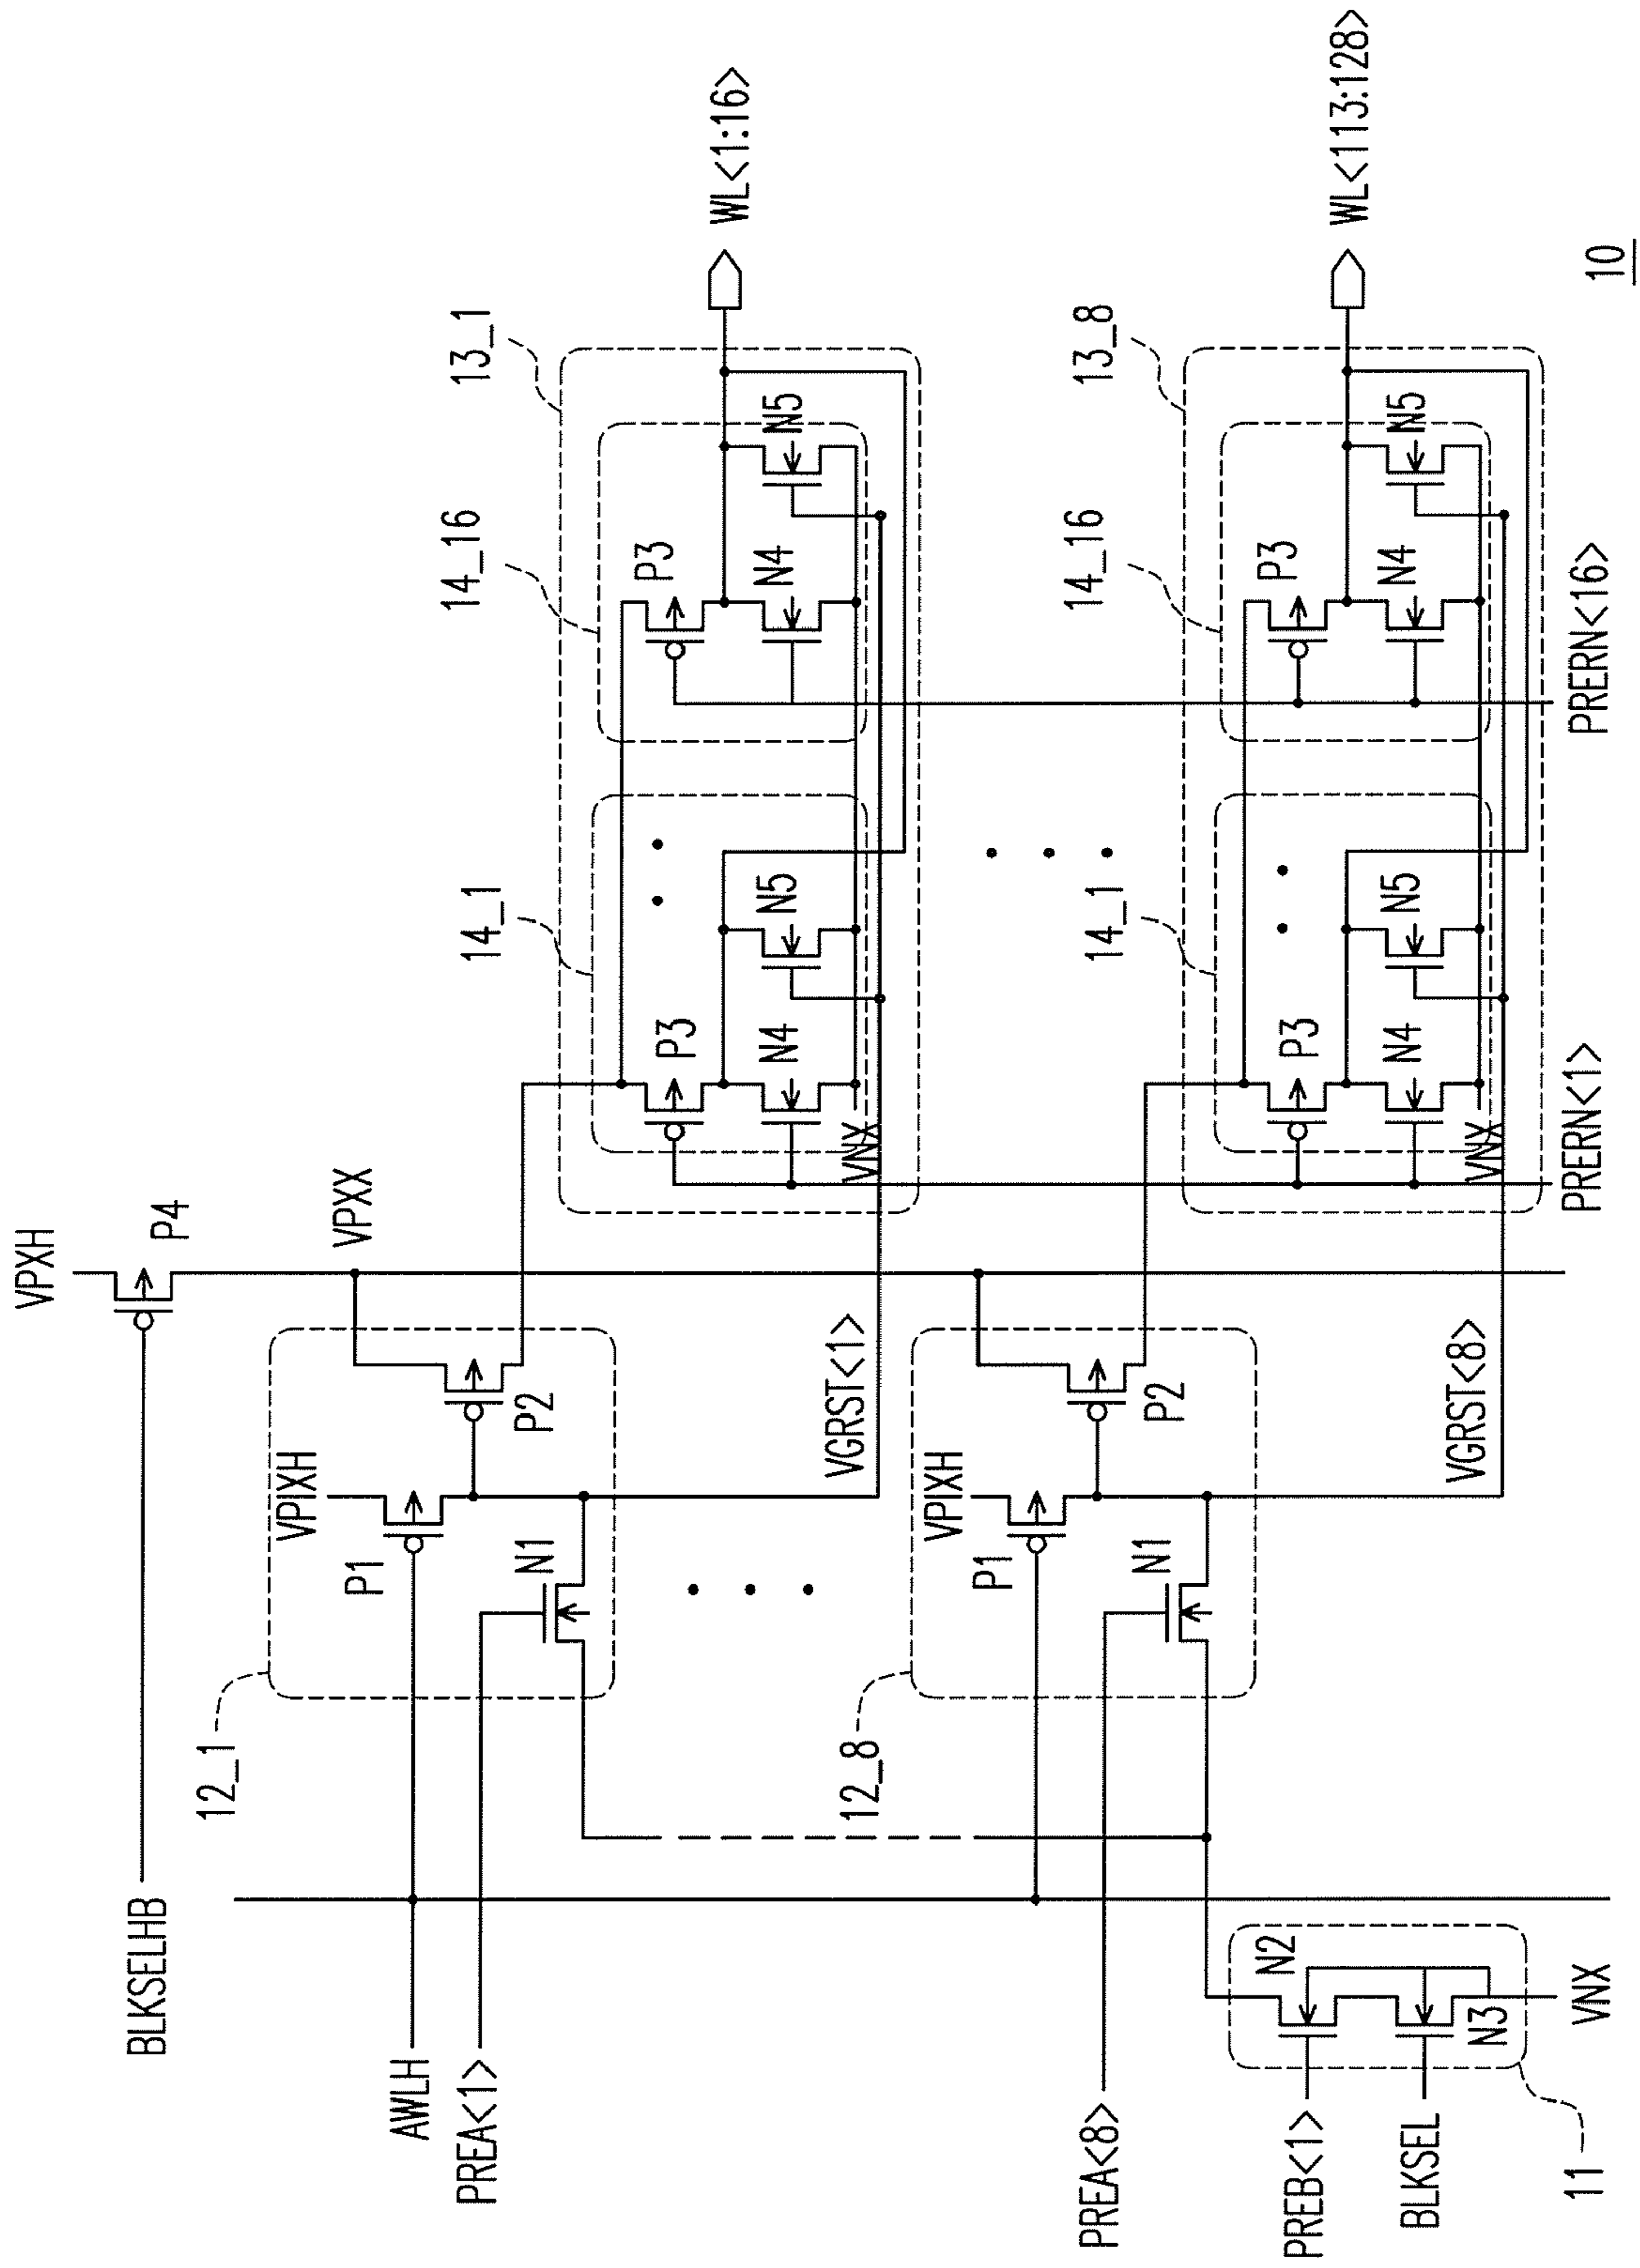 VPXH
P4
VPXX
BLKSELHB
12_1
VPIXH
P1
P2
N1
VGRST<1>
AWLH
PREA<1>
13_1
14_1
P3
N4
N5
VNX
14_16
P3
N4
N5
WL<1:16>
12_8
VPIXH
P1
P2
N1
VGRST<8>
PREA<8>
13_8
14_1
P3
N4
N5
VNX
14_16
P3
N4
N5
WL<113:128>
PREB<1>
BLKSEL
N2
N3
VNX
11
PRERN<1>
PRERN<16>
10